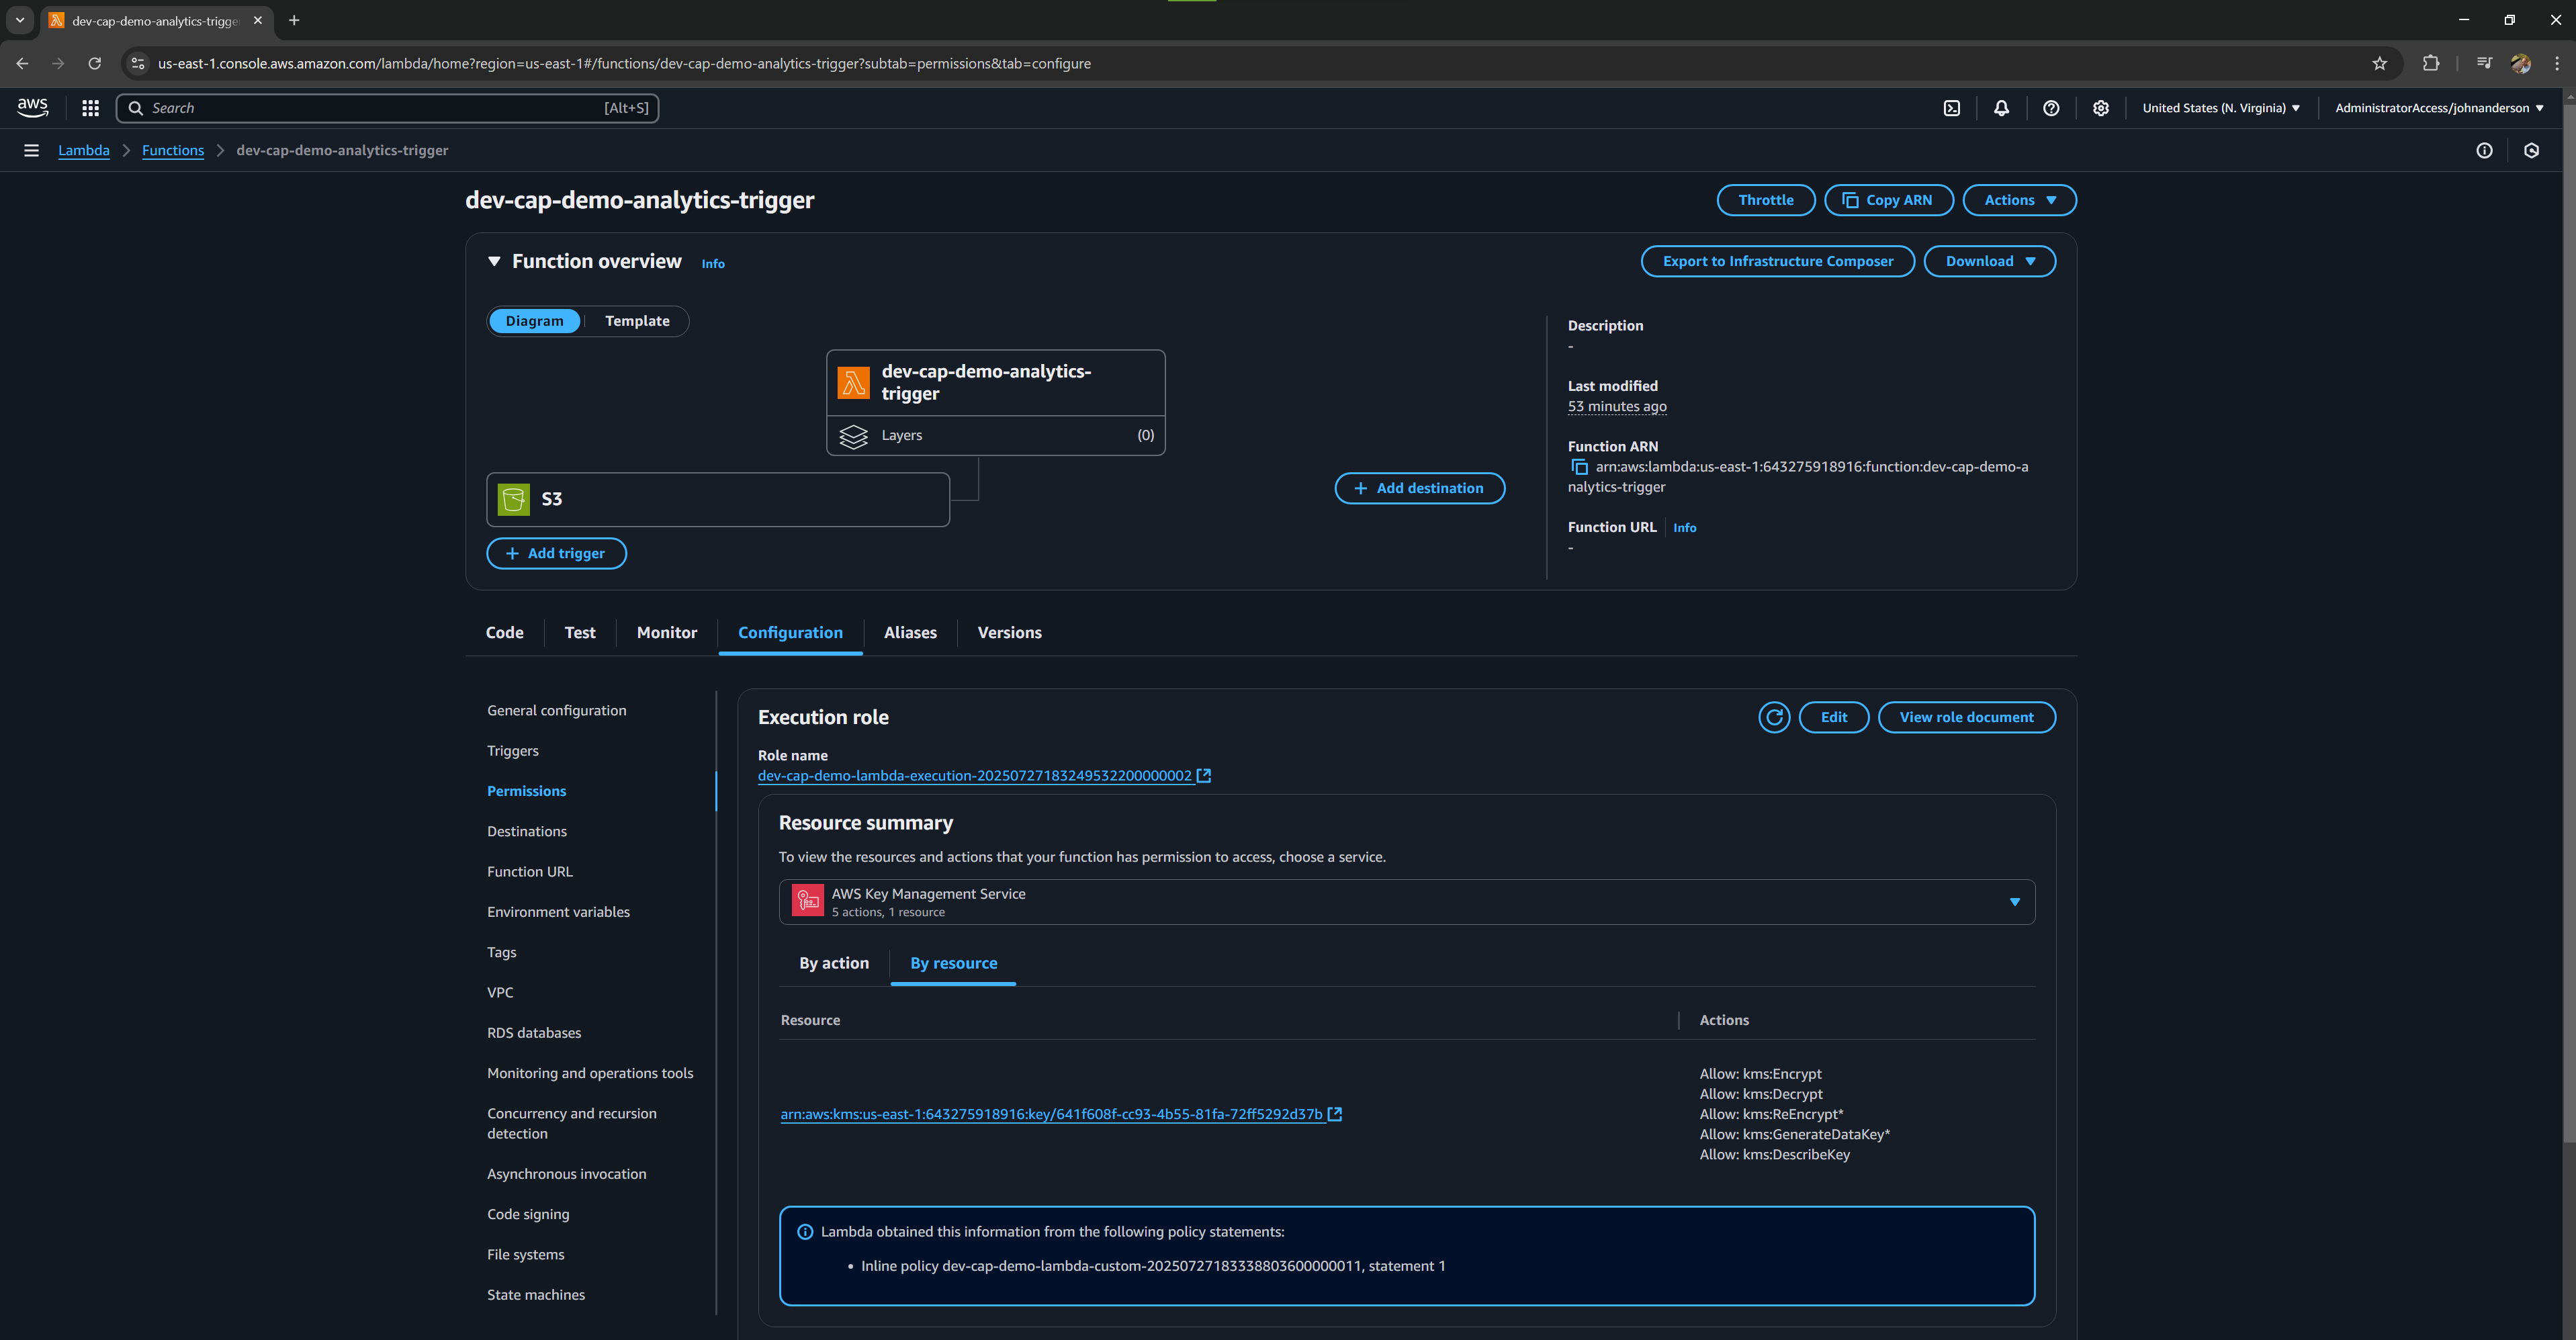 dev-cap-demo-analytics-trigge
us-east-1.console.aws.amazon.com/lambda/home?region=us-east-1#/functions/dev-cap-demo-analytics-trigger?subtab=permissions&tab=configure
aws
Search [Alt+S]
United States (N. Virginia)
AdministratorAccess/johnanderson
Lambda > Functions > dev-cap-demo-analytics-trigger
dev-cap-demo-analytics-trigger
Throttle
Copy ARN
Actions
Function overview Info
Export to Infrastructure Composer
Download
Diagram
Template
dev-cap-demo-analytics-
trigger
Layers (0)
S3
+ Add destination
+ Add trigger
Description
-
Last modified
53 minutes ago
Function ARN
arn:aws:lambda:us-east-1:643275918916:function:dev-cap-demo-a
nalytics-trigger
Function URL Info
-
Code
Test
Monitor
Configuration
Aliases
Versions
General configuration
Triggers
Permissions
Destinations
Function URL
Environment variables
Tags
VPC
RDS databases
Monitoring and operations tools
Concurrency and recursion
detection
Asynchronous invocation
Code signing
File systems
State machines
Execution role
Edit
View role document
Role name
dev-cap-demo-lambda-execution-20250727183249532200000002
Resource summary
To view the resources and actions that your function has permission to access, choose a service.
AWS Key Management Service
5 actions, 1 resource
By action
By resource
Resource
Actions
arn:aws:kms:us-east-1:643275918916:key/641f608f-cc93-4b55-81fa-72ff5292d37b
Allow: kms:Encrypt
Allow: kms:Decrypt
Allow: kms:ReEncrypt*
Allow: kms:GenerateDataKey*
Allow: kms:DescribeKey
Lambda obtained this information from the following policy statements:
• Inline policy dev-cap-demo-lambda-custom-20250727183338803600000011, statement 1